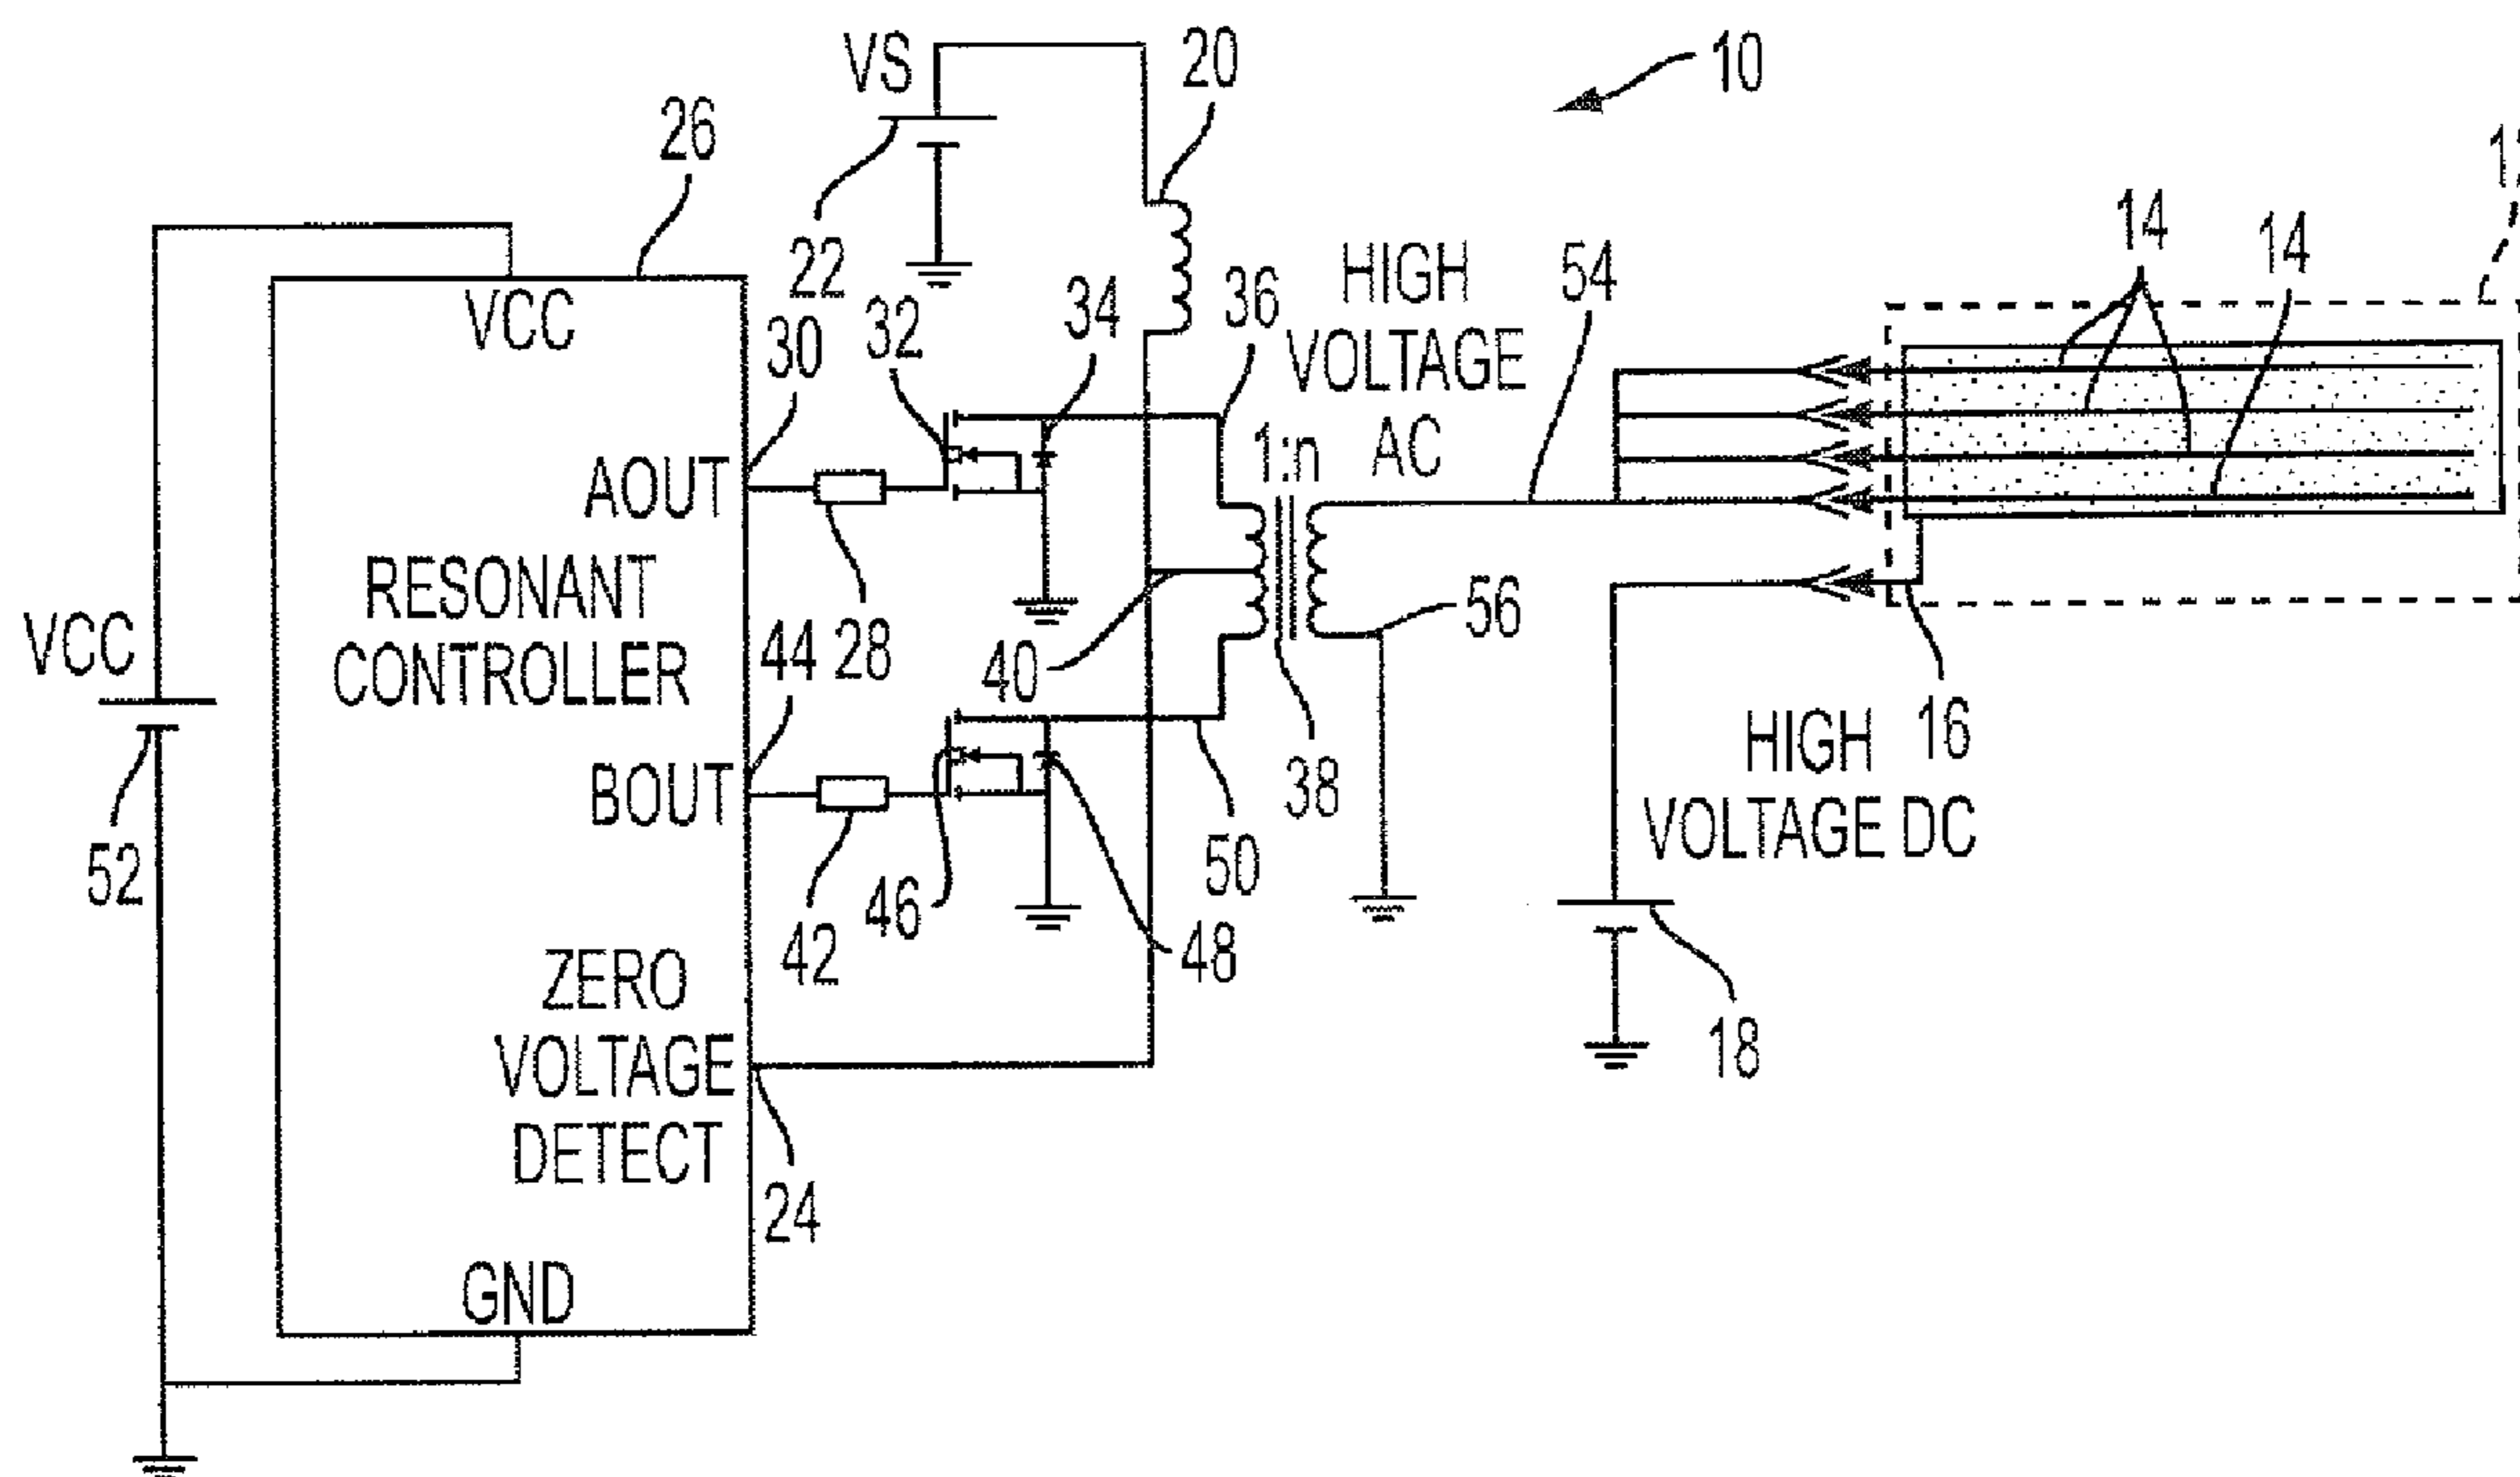 VS
20
10
26
14
14
22
VCC
30
32
34
36
HIGH
VOLTAGE
AC
54
1:n
AOUT
RESONANT
CONTROLLER
28
VCC
44
40
56
16
HIGH
VOLTAGE DC
BOUT
38
52
42
46
50
48
18
ZERO
VOLTAGE
DETECT
24
GND